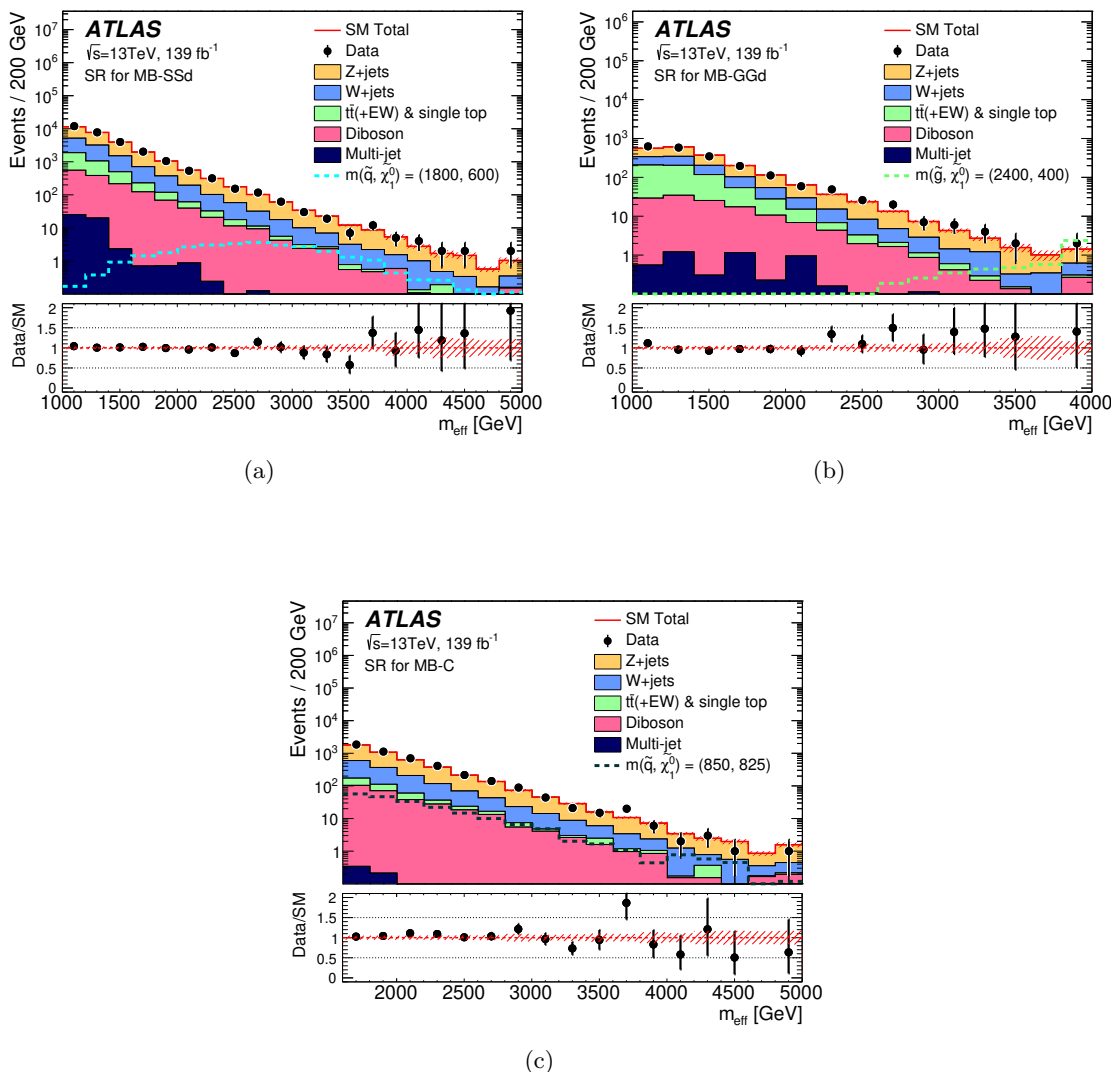 Events / 200 GeV
10⁷
10⁶
10⁵
10⁴
10³
10²
10
1
ATLAS
√s=13TeV, 139 fb⁻¹
SR for MB-SSd
SM Total
Data
Z+jets
W+jets
tt̄(+EW) & single top
Diboson
Multi-jet
m(q̃, χ̃₁⁰) = (1800, 600)
Data/SM
2
1.5
1
0.5
0
1000 1500 2000 2500 3000 3500 4000 4500 5000
m_eff [GeV]
(a)
Events / 200 GeV
10⁶
10⁵
10⁴
10³
10²
10
1
ATLAS
√s=13TeV, 139 fb⁻¹
SR for MB-GGd
SM Total
Data
Z+jets
W+jets
tt̄(+EW) & single top
Diboson
Multi-jet
m(g̃, χ̃₁⁰) = (2400, 400)
Data/SM
2
1.5
1
0.5
0
1000 1500 2000 2500 3000 3500 4000
m_eff [GeV]
(b)
Events / 200 GeV
10⁷
10⁶
10⁵
10⁴
10³
10²
10
1
ATLAS
√s=13TeV, 139 fb⁻¹
SR for MB-C
SM Total
Data
Z+jets
W+jets
tt̄(+EW) & single top
Diboson
Multi-jet
m(q̃, χ̃₁⁰) = (850, 825)
Data/SM
2
1.5
1
0.5
0
2000 2500 3000 3500 4000 4500 5000
m_eff [GeV]
(c)